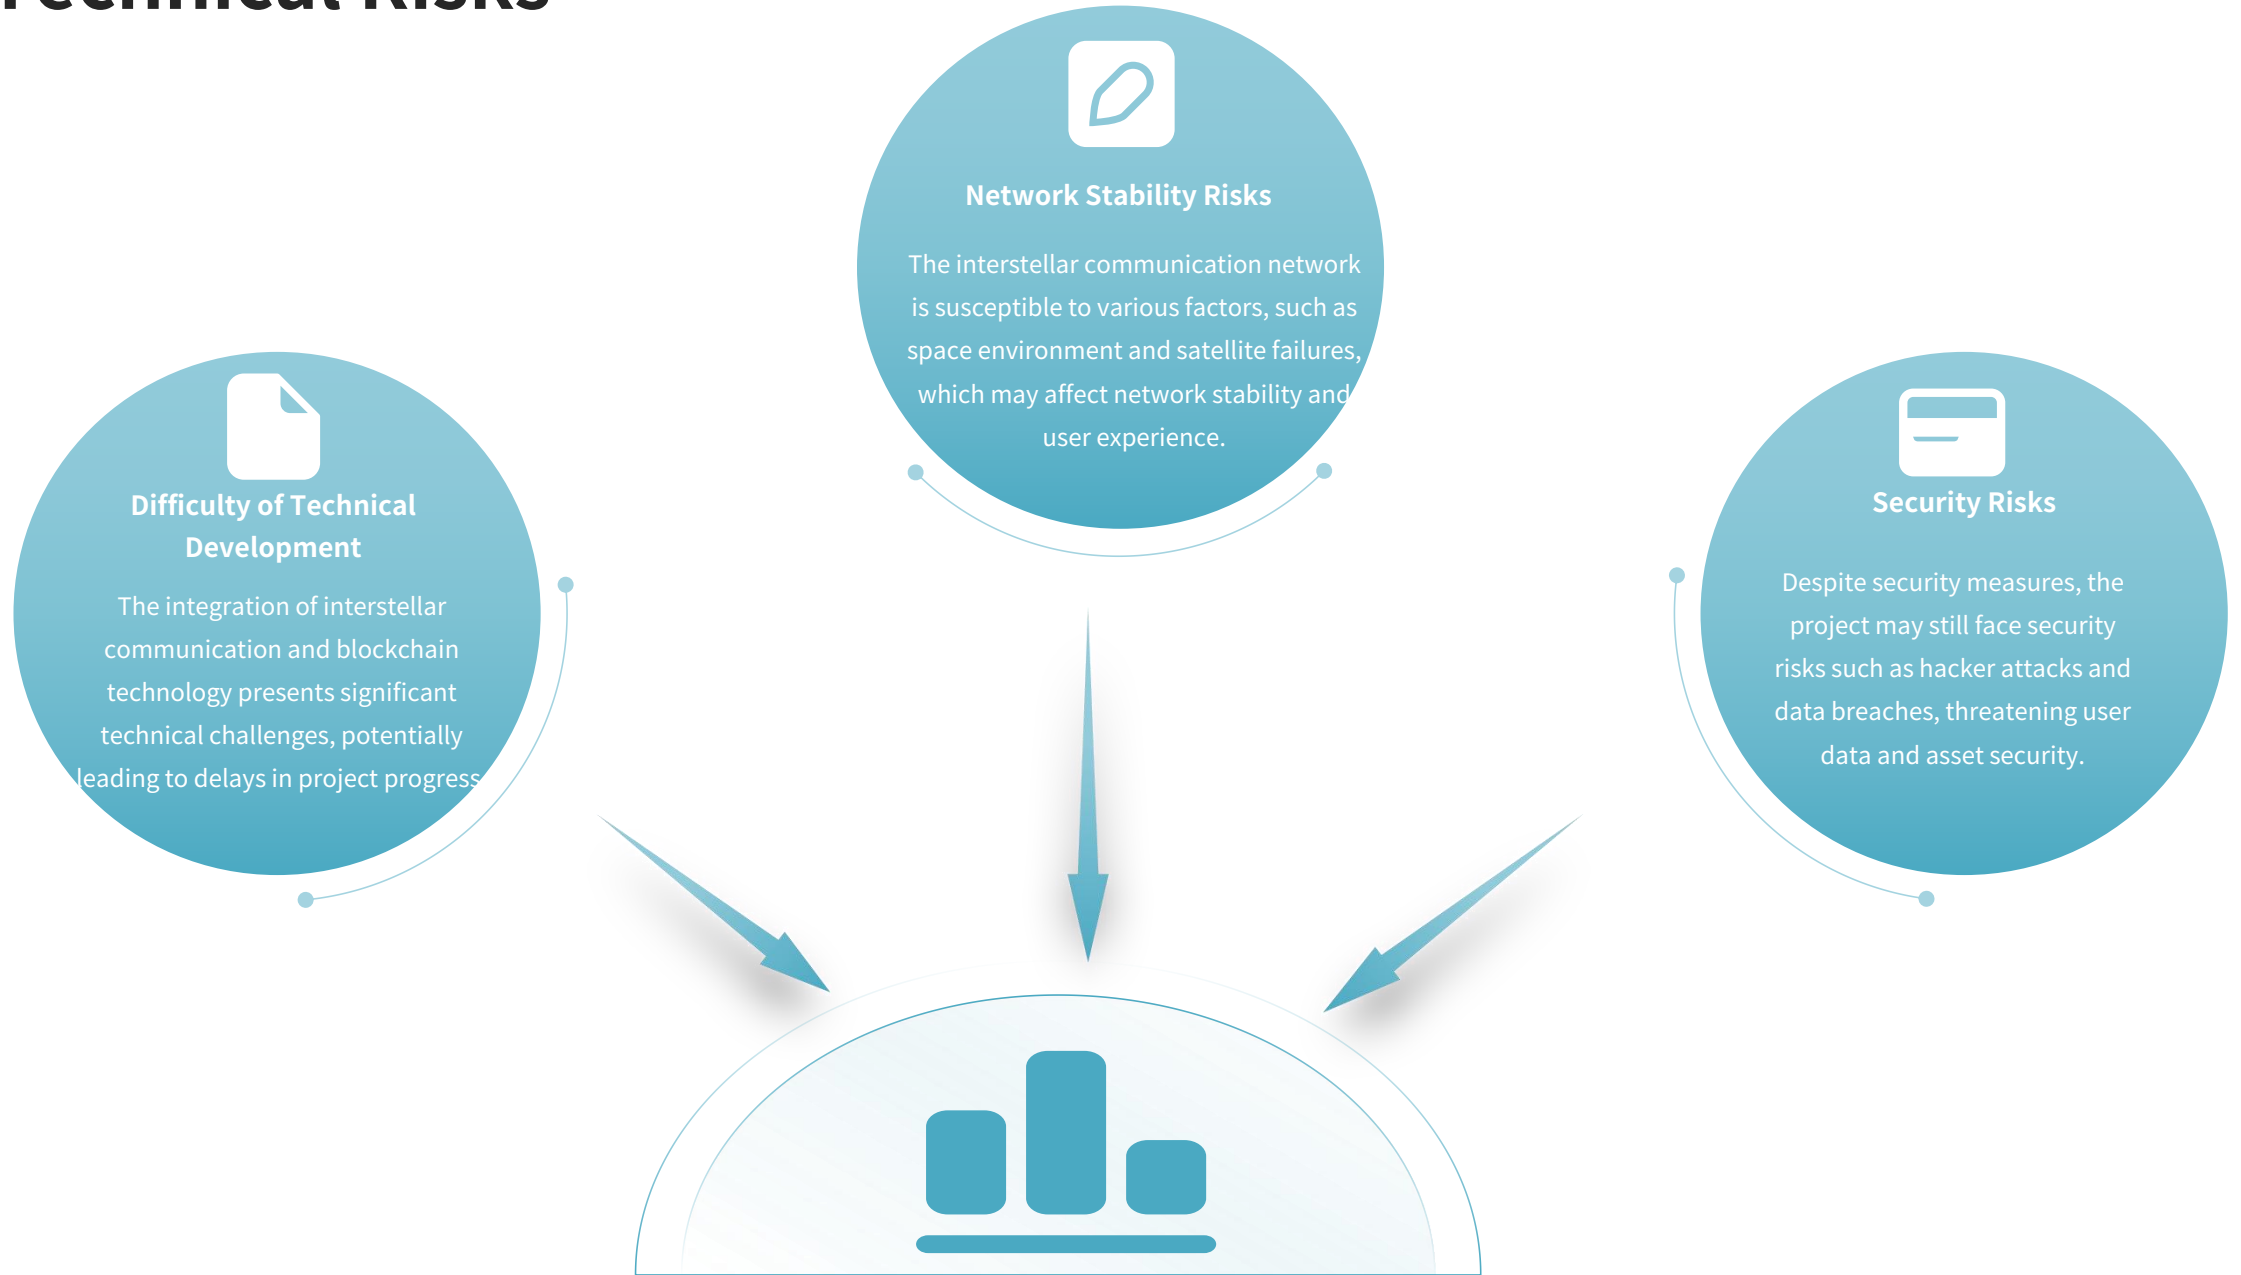 Technical Risks
Network Stability Risks
The interstellar communication network
is susceptible to various factors, such as
space environment and satellite failures,
which may affect network stability and
user experience.
Difficulty of Technical
Development
The integration of interstellar
communication and blockchain
technology presents significant
technical challenges, potentially
leading to delays in project progress
Security Risks
Despite security measures, the
project may still face security
risks such as hacker attacks and
data breaches, threatening user
data and asset security.